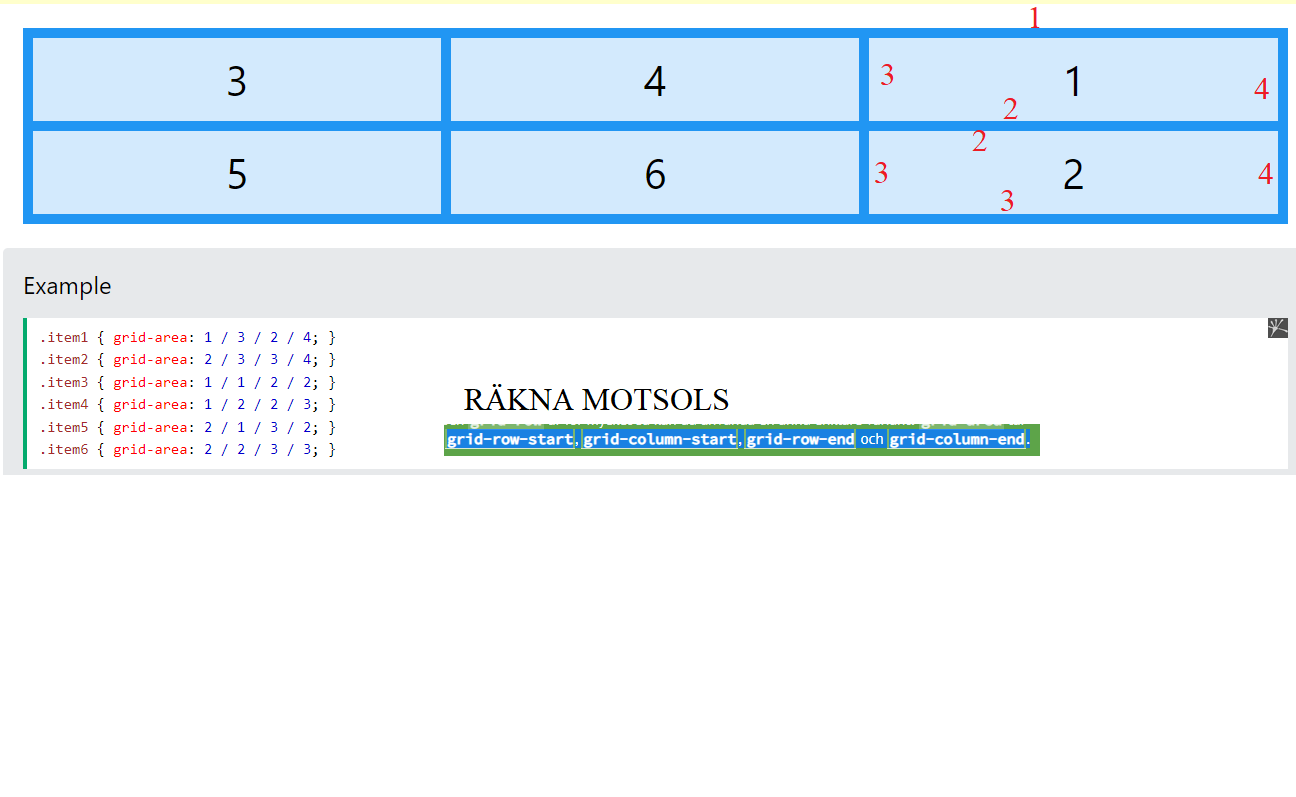 1
3 4 3 1 4
2
2
5 6 3 2 4
3
Example
.item1 { grid-area: 1 / 3 / 2 / 4; }
.item2 { grid-area: 2 / 3 / 3 / 4; }
.item3 { grid-area: 1 / 1 / 2 / 2; }
.item4 { grid-area: 1 / 2 / 2 / 3; }
.item5 { grid-area: 2 / 1 / 3 / 2; }
.item6 { grid-area: 2 / 2 / 3 / 3; }
RÄKNA MOTSOLS
grid-row-start, grid-column-start, grid-row-end och grid-column-end.